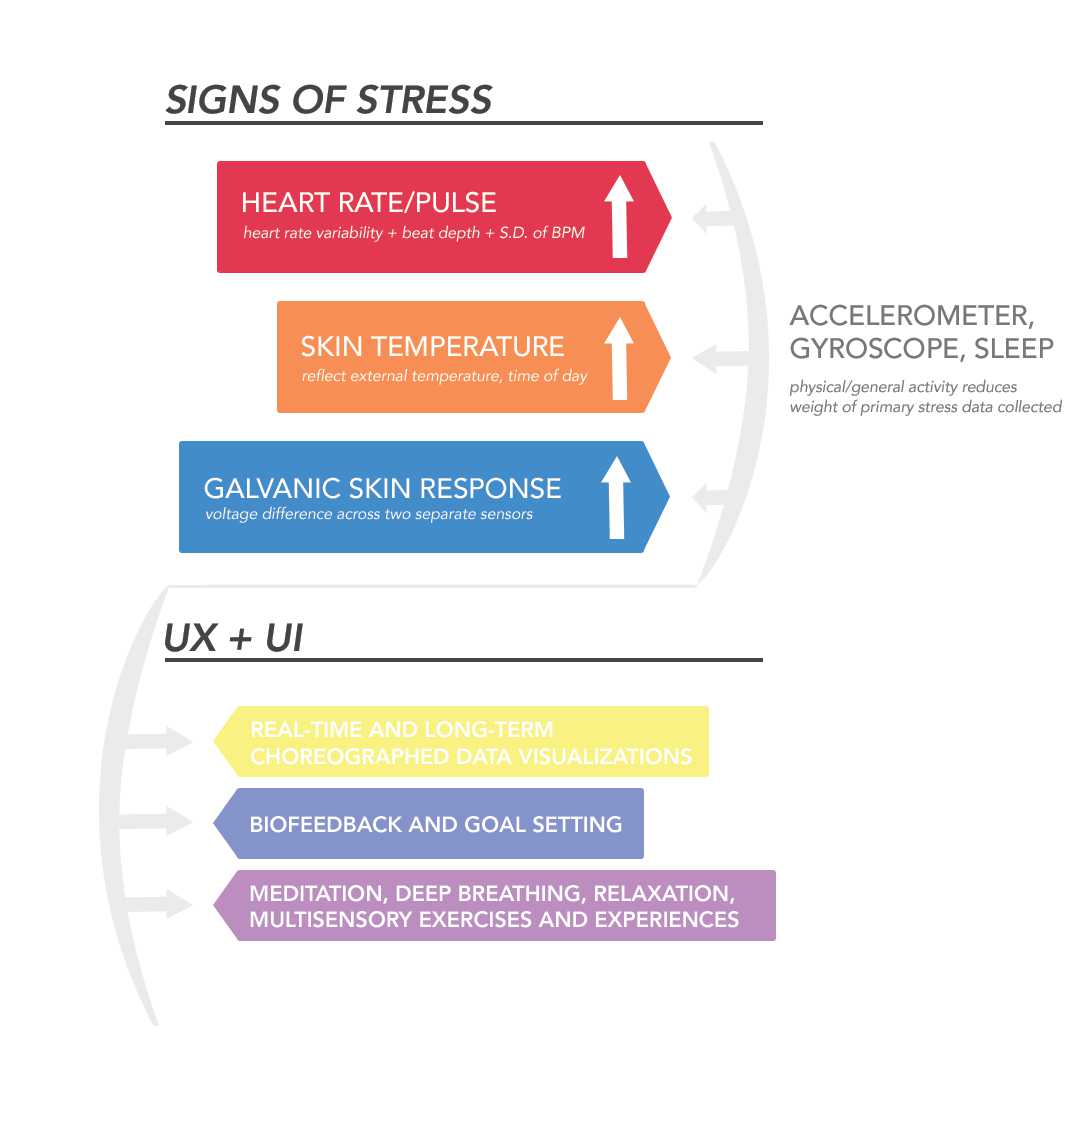 SIGNS OF STRESS
HEART RATE/PULSE
heart rate variability + beat depth + S.D. of BPM
SKIN TEMPERATURE
reflect external temperature, time of day
GALVANIC SKIN RESPONSE
voltage difference across two separate sensors
ACCELEROMETER,
GYROSCOPE, SLEEP
physical/general activity reduces
weight of primary stress data collected
UX + UI
REAL-TIME AND LONG-TERM
CHOREOGRAPHED DATA VISUALIZATIONS
BIOFEEDBACK AND GOAL SETTING
MEDITATION, DEEP BREATHING, RELAXATION,
MULTISENSORY EXERCISES AND EXPERIENCES